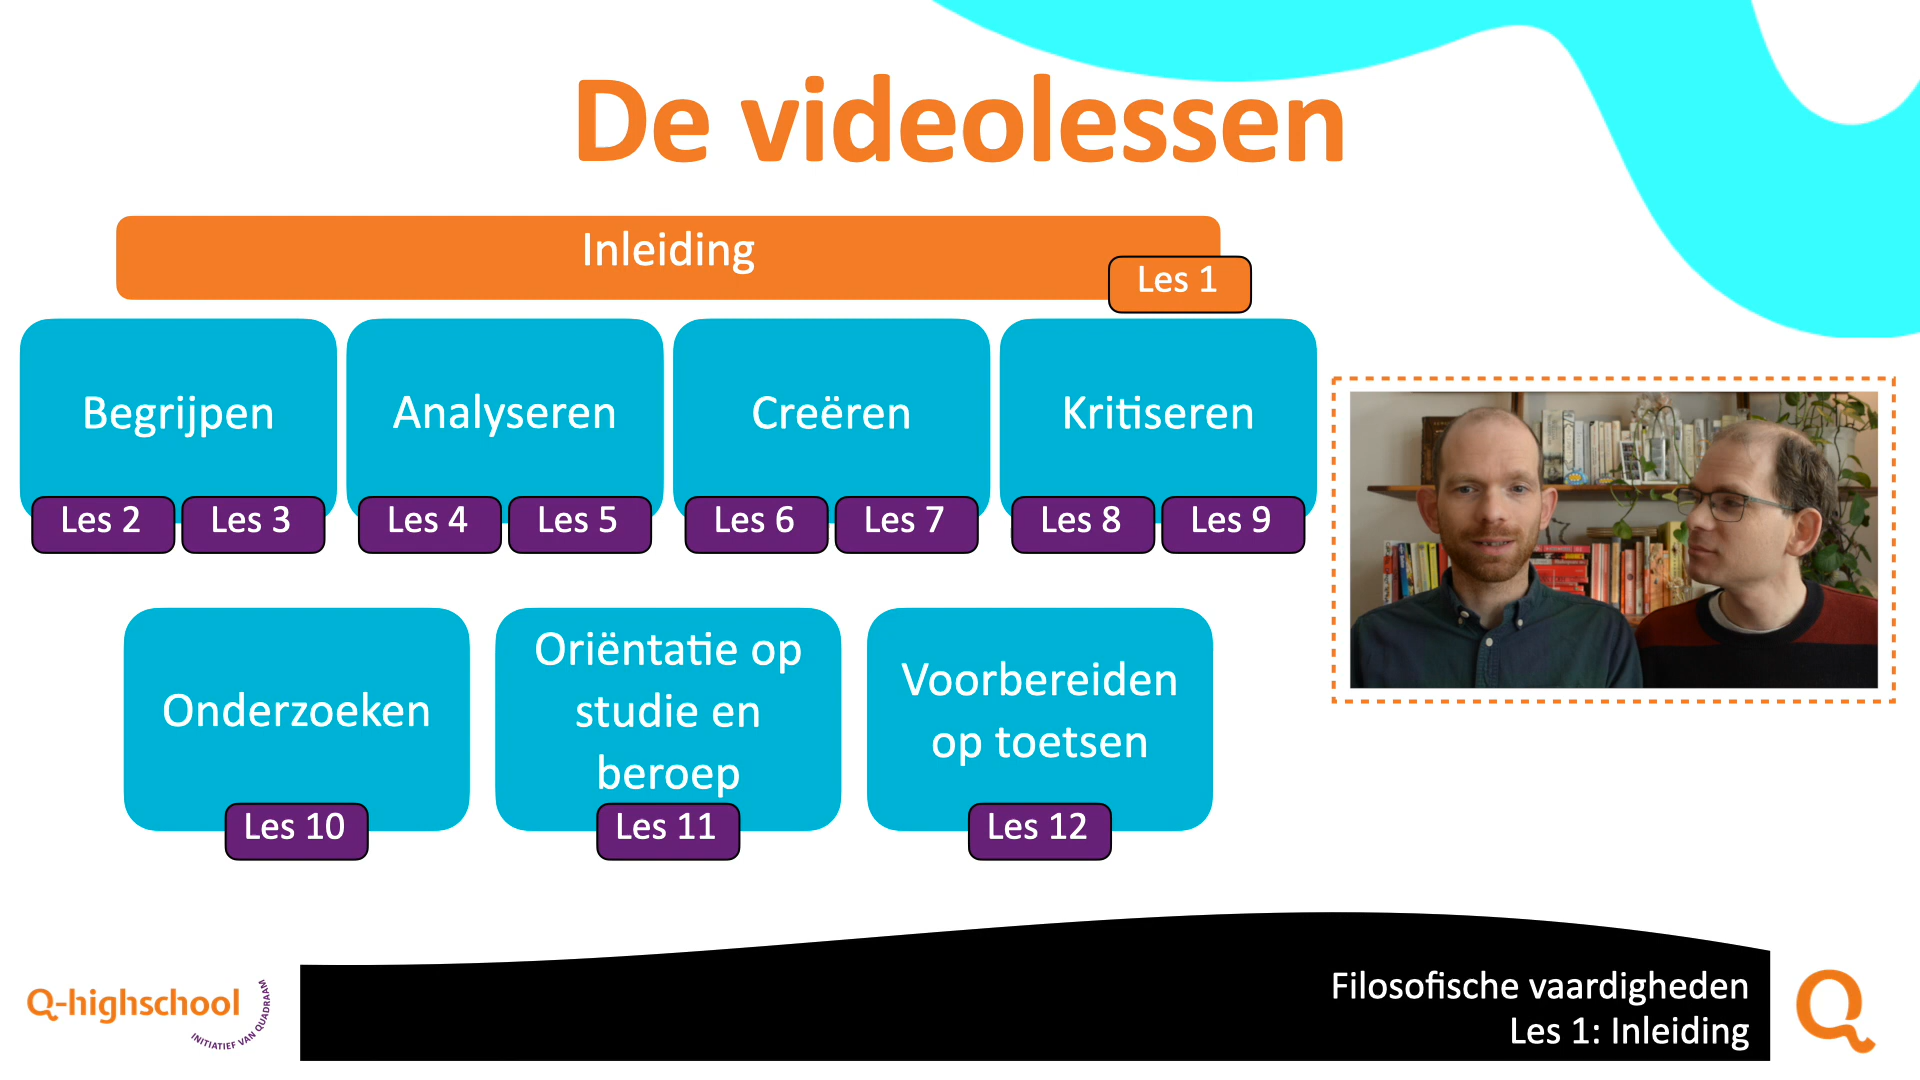 De videolessen
Inleiding
Les 1
Begrijpen
Les 2
Les 3
Analyseren
Les 4
Les 5
Creëren
Les 6
Les 7
Kritiseren
Les 8
Les 9
Onderzoeken
Les 10
Oriëntatie op
studie en
beroep
Les 11
Voorbereiden
op toetsen
Les 12
Q-highschool
INITIATIEF VAN QUADRAAM
Filosofische vaardigheden
Les 1: Inleiding
Q